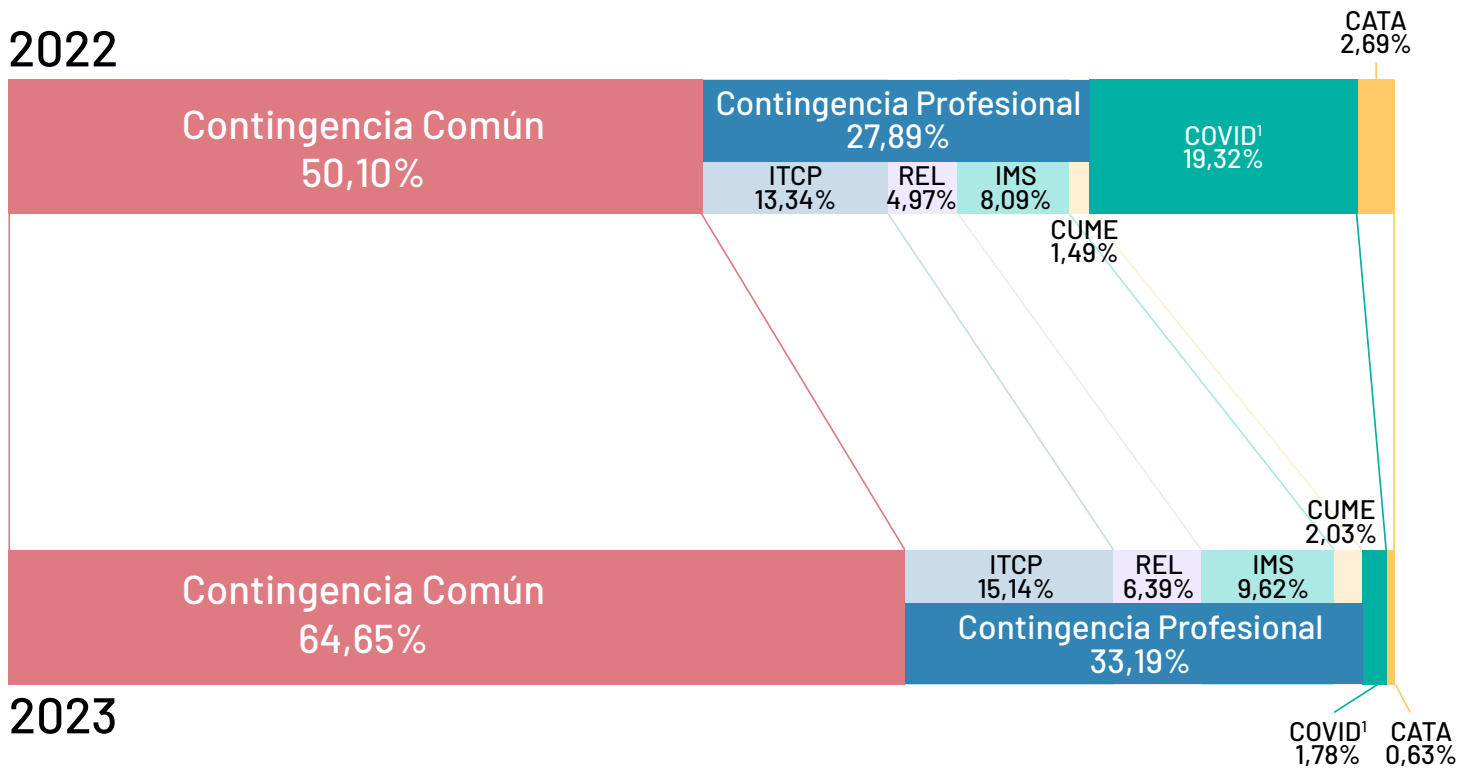 2022
CATA
2,69%
Contingencia Común
50,10%
Contingencia Profesional
27,89%
COVID¹
19,32%
ITCP
13,34%
REL
4,97%
IMS
8,09%
CUME
1,49%
CUME
2,03%
Contingencia Común
64,65%
ITCP
15,14%
REL
6,39%
IMS
9,62%
Contingencia Profesional
33,19%
2023
COVID¹
1,78%
CATA
0,63%